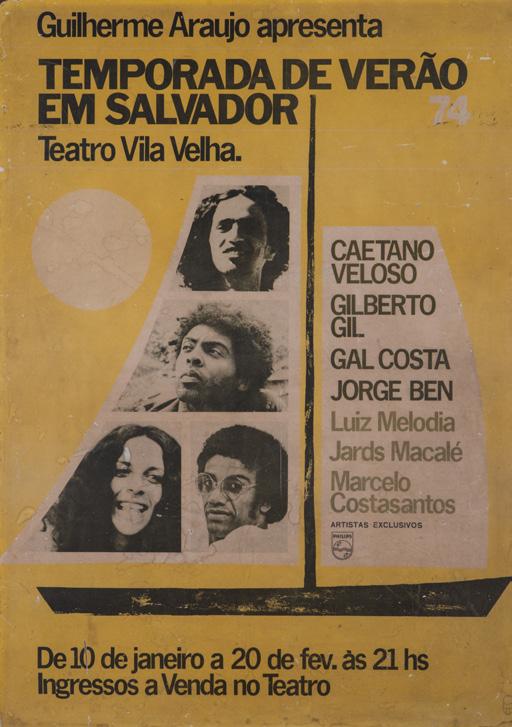 Guilherme Araujo apresenta
TEMPORADA DE VERÃO
EM SALVADOR 74
Teatro Vila Velha.
CAETANO
VELOSO
GILBERTO
GIL
GAL COSTA
JORGE BEN
Luiz Melodia
Jards Macalé
Marcelo
Costasantos
ARTISTAS EXCLUSIVOS
PHILIPS
De 10 de janeiro a 20 de fev. às 21 hs
Ingressos a Venda no Teatro